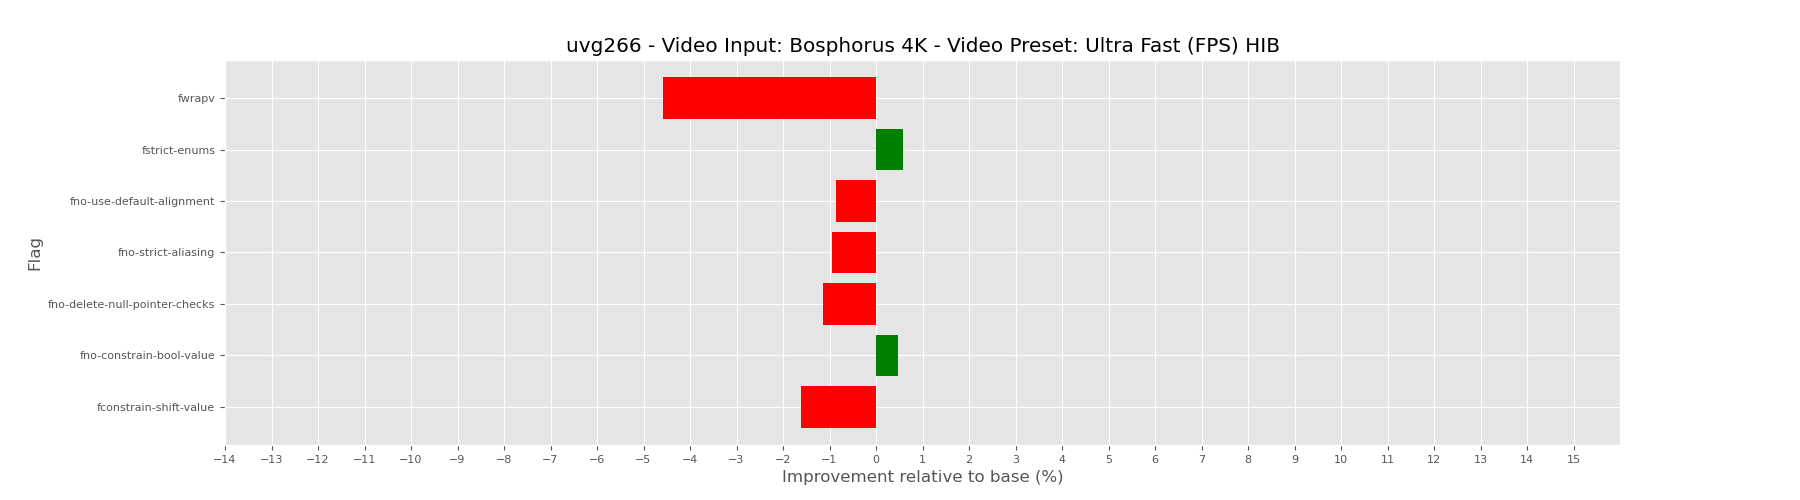 uvg266 - Video Input: Bosphorus 4K - Video Preset: Ultra Fast (FPS) HIB
Flag
fwrapv
fstrict-enums
fno-use-default-alignment
fno-strict-aliasing
fno-delete-null-pointer-checks
fno-constrain-bool-value
fconstrain-shift-value
−14 −13 −12 −11 −10 −9 −8 −7 −6 −5 −4 −3 −2 −1 0 1 2 3 4 5 6 7 8 9 10 11 12 13 14 15
Improvement relative to base (%)